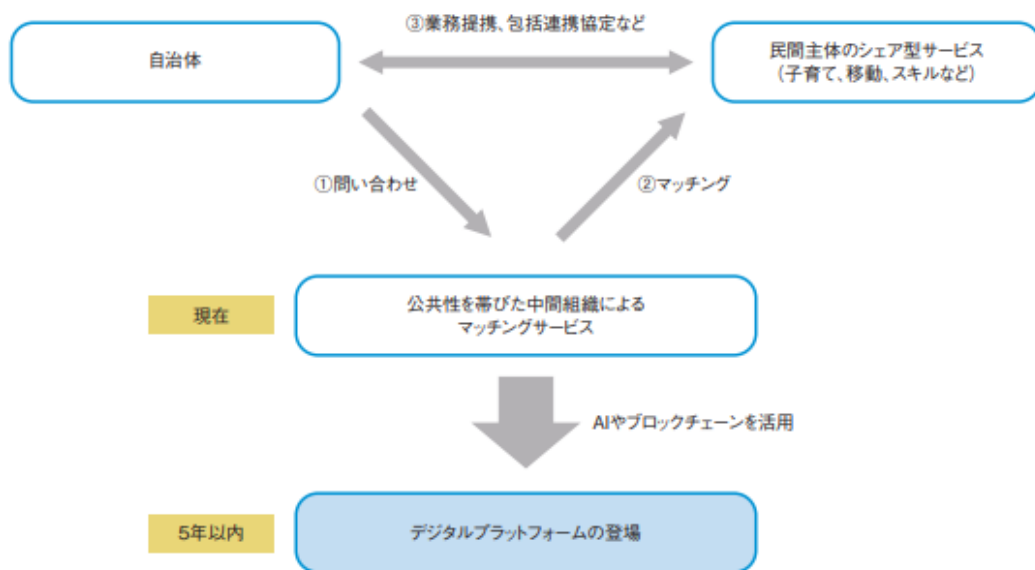 ③業務提携、包括連携協定など
自治体
民間主体のシェア型サービス
(子育て、移動、スキルなど)
①問い合わせ
②マッチング
現在
公共性を帯びた中間組織による
マッチングサービス
AIやブロックチェーンを活用
5年以内
デジタルプラットフォームの登場